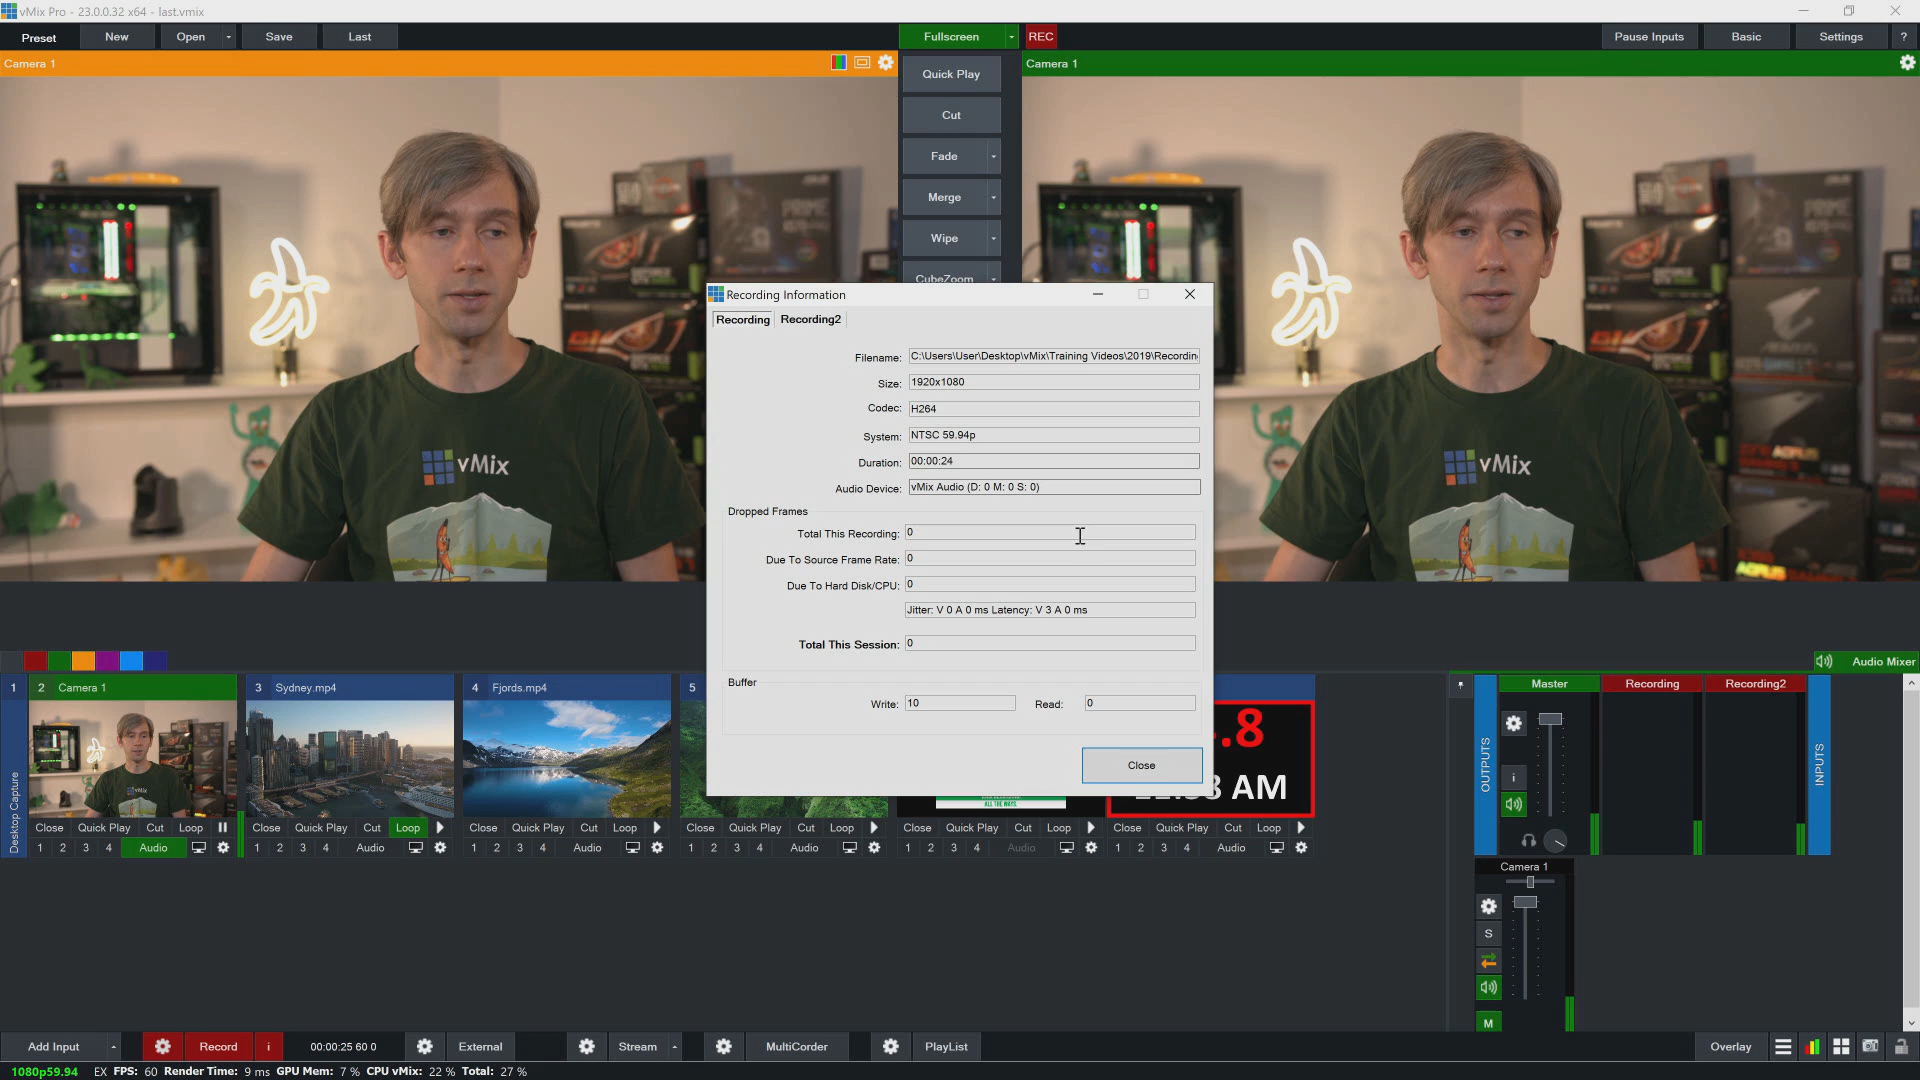 vMix Pro - 23.0.0.32 x64 - last.vmix
Preset
New
Open
Save
Last
Fullscreen
REC
Pause Inputs
Basic
Settings
?
Camera 1
Quick Play
Camera 1
Cut
Fade
Merge
Wipe
CubeZoom
vMix
vMix
Recording Information
Recording
Recording2
Filename: C:\Users\User\Desktop\vMix\Training Videos\2019\Recordin
Size: 1920x1080
Codec: H264
System: NTSC 59.94p
Duration: 00:00:24
Audio Device: vMix Audio (D: 0 M: 0 S: 0)
Dropped Frames
Total This Recording: 0
Due To Source Frame Rate: 0
Due To Hard Disk/CPU: 0
Jitter: V 0 A 0 ms Latency: V 3 A 0 ms
Total This Session: 0
Buffer
Write: 10 Read: 0
Close
Audio Mixer
1
Desktop Capture
2 Camera 1
3 Sydney.mp4
4 Fjords.mp4
5
.8
AM
ALL THE WAYS.
Close Quick Play Cut Loop
Close Quick Play Cut Loop
Close Quick Play Cut Loop
Close Quick Play Cut Loop
Close Quick Play Cut Loop
Close Quick Play Cut Loop
1 2 3 4 Audio
1 2 3 4 Audio
1 2 3 4 Audio
1 2 3 4 Audio
1 2 3 4 Audio
1 2 3 4 Audio
OUTPUTS
Master
Recording
Recording2
INPUTS
i
Camera 1
S
M
Add Input
Record
i
00:00:25 60 0
External
Stream
MultiCorder
PlayList
Overlay
1080p59.94 EX FPS: 60 Render Time: 9 ms GPU Mem: 7 % CPU vMix: 22 % Total: 27 %